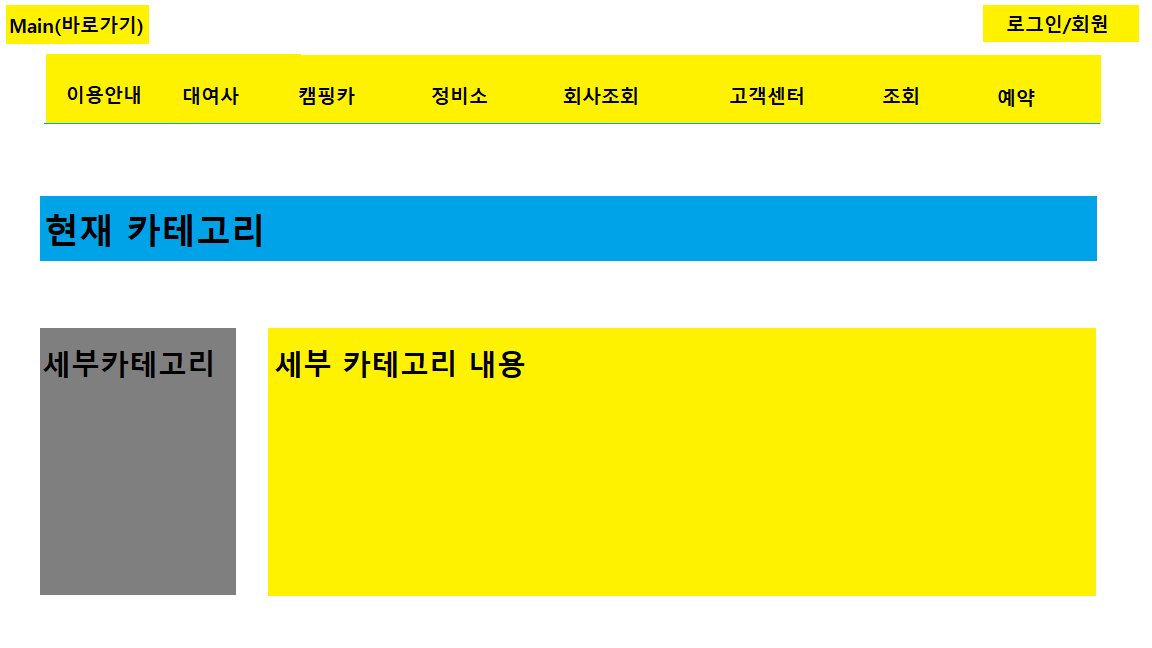 Main(바로가기)
로그인/회원
이용안내 대여사 캠핑카 정비소 회사조회 고객센터 조회 예약
현재 카테고리
세부카테고리
세부 카테고리 내용